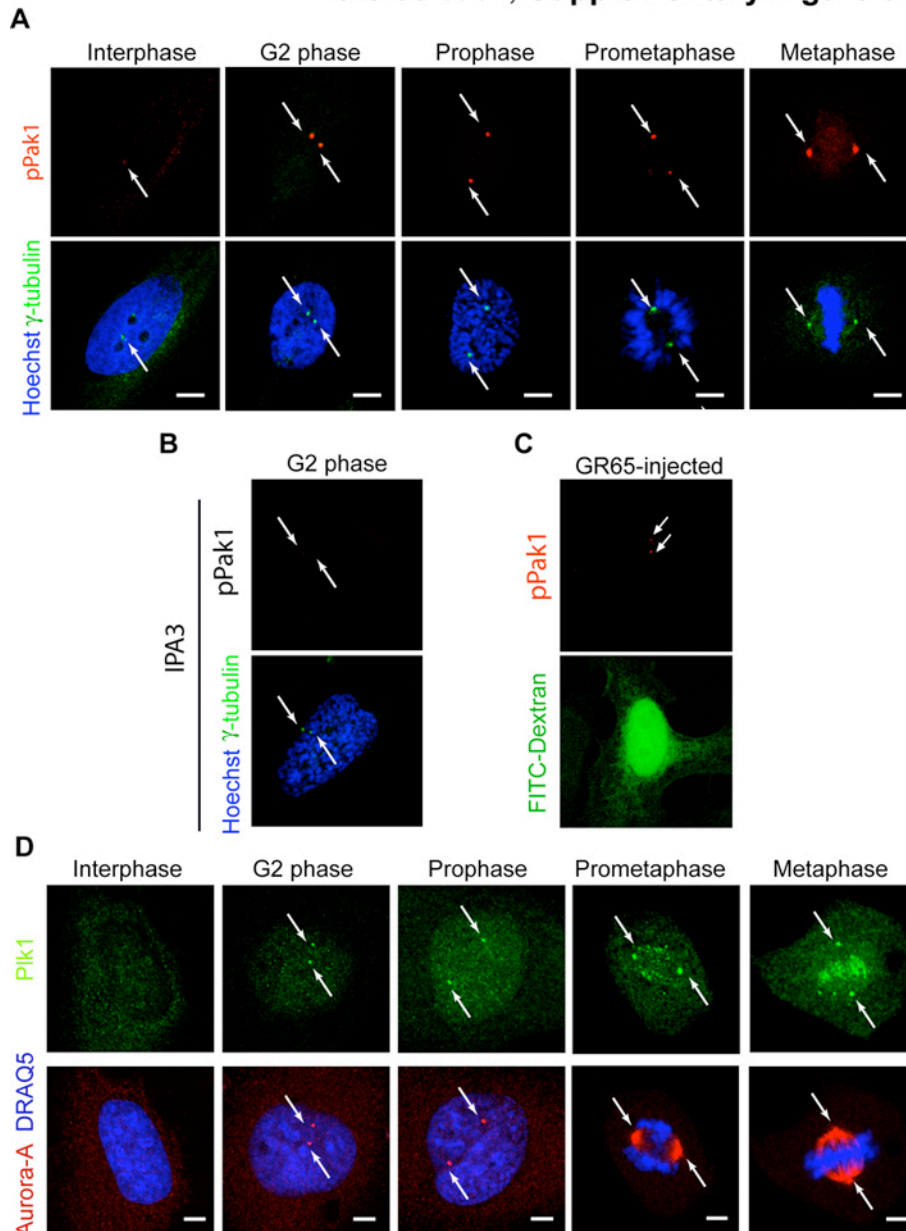 A
Interphase G2 phase Prophase Prometaphase Metaphase
pPak1
Hoechst γ-tubulin
B
G2 phase
IPA3
pPak1
Hoechst γ-tubulin
C
GR65-injected
pPak1
FITC-Dextran
D
Interphase G2 phase Prophase Prometaphase Metaphase
Plk1
Aurora-A DRAQ5